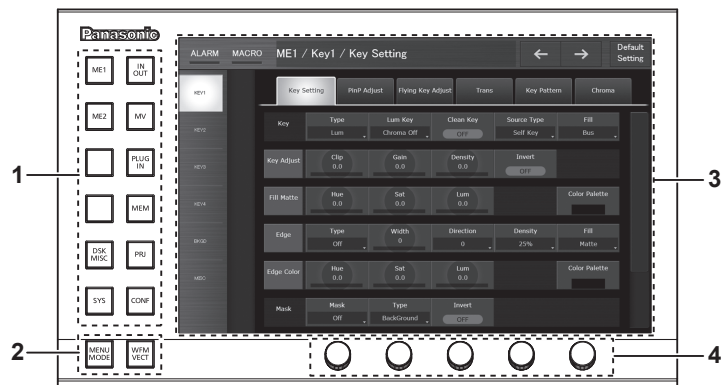 Panasonic
ALARM MACRO ME1 / Key1 / Key Setting ← → Default Setting
ME1 IN OUT
ME2 MV
PLUG IN
MEM
DSK MISC PRJ
SYS CONF
MENU MODE WFM VECT
1
2
3
4
KEY1
KEY2
KEY3
KEY4
BKGD
MISC
Key Setting PinP Adjust Flying Key Adjust Trans Key Pattern Chroma
Key Type Lum Lum Key Chroma Off Clean Key OFF Source Type Self Key Fill Bus
Key Adjust Clip 0.0 Gain 0.0 Density 0.0 Invert OFF
Fill Matte Hue 0.0 Sat 0.0 Lum 0.0 Color Palette
Edge Type Off Width 0 Direction 0 Density 25% Fill Matte
Edge Color Hue 0.0 Sat 0.0 Lum 0.0 Color Palette
Mask Mask Off Type BackGround Invert OFF